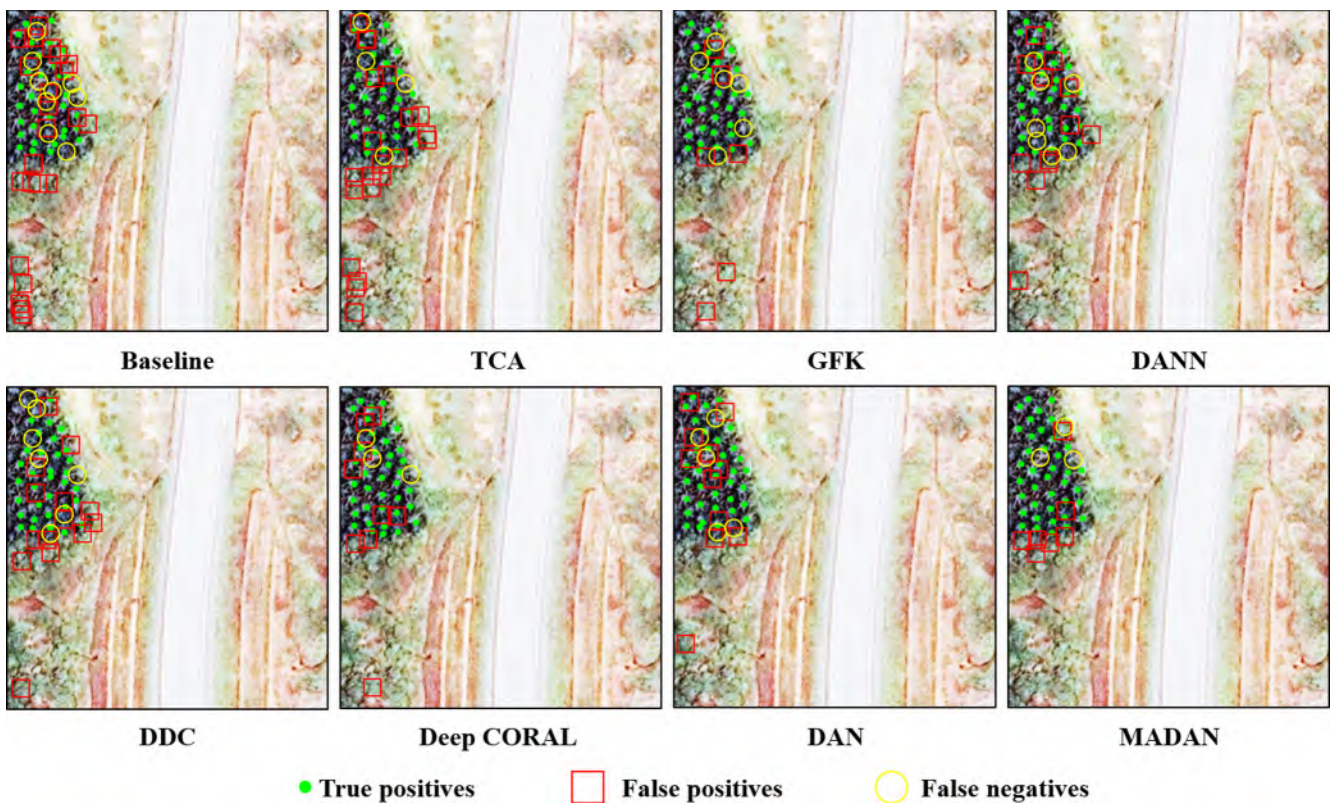 Baseline TCA GFK DANN
DDC Deep CORAL DAN MADAN
True positives False positives False negatives